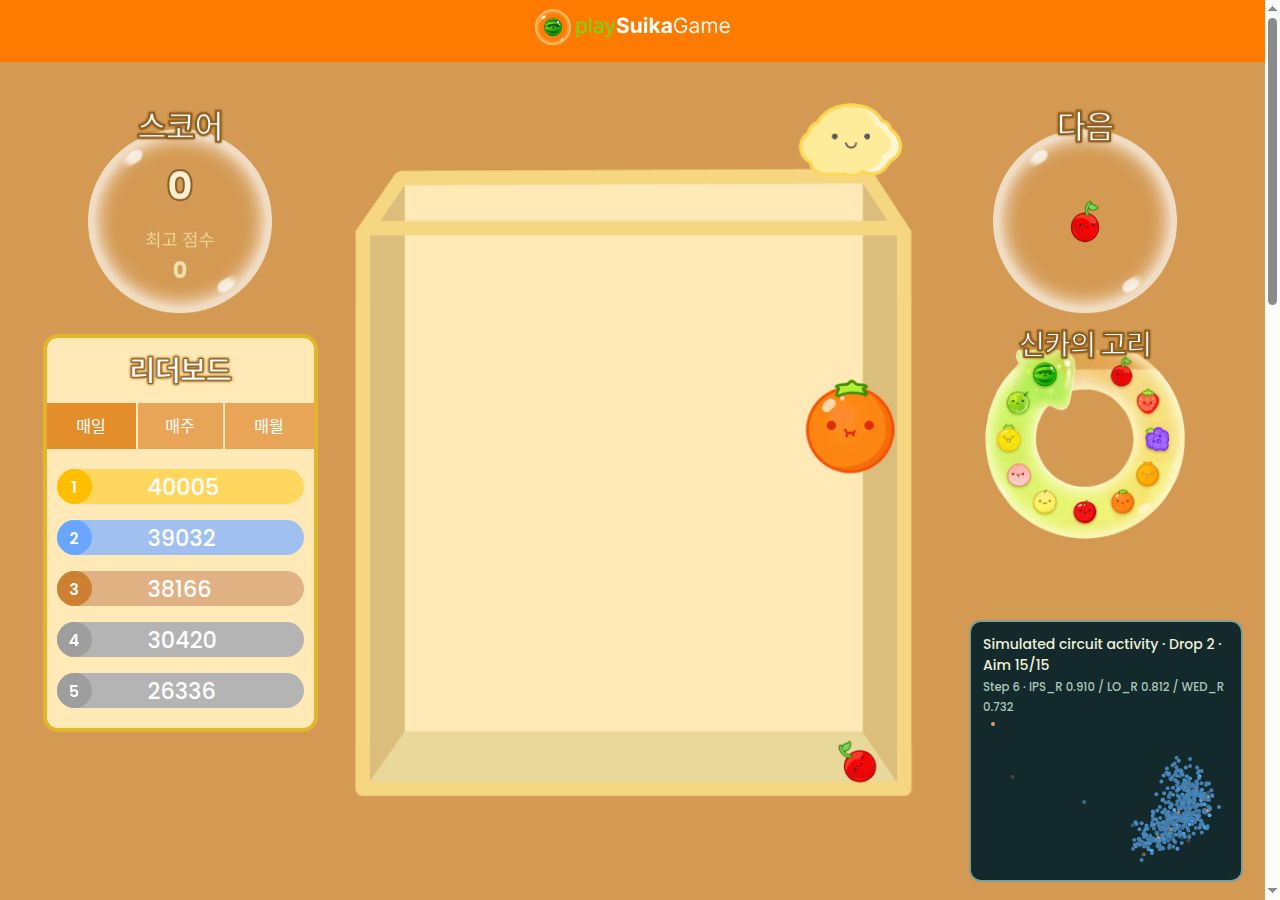 playSuikaGame
스코어
0
최고 점수
0
리더보드
매일 매주 매월
1 40005
2 39032
3 38166
4 30420
5 26336
다음
신카의 고리
Simulated circuit activity · Drop 2 ·
Aim 15/15
Step 6 · IPS_R 0.910 / LO_R 0.812 / WED_R
0.732